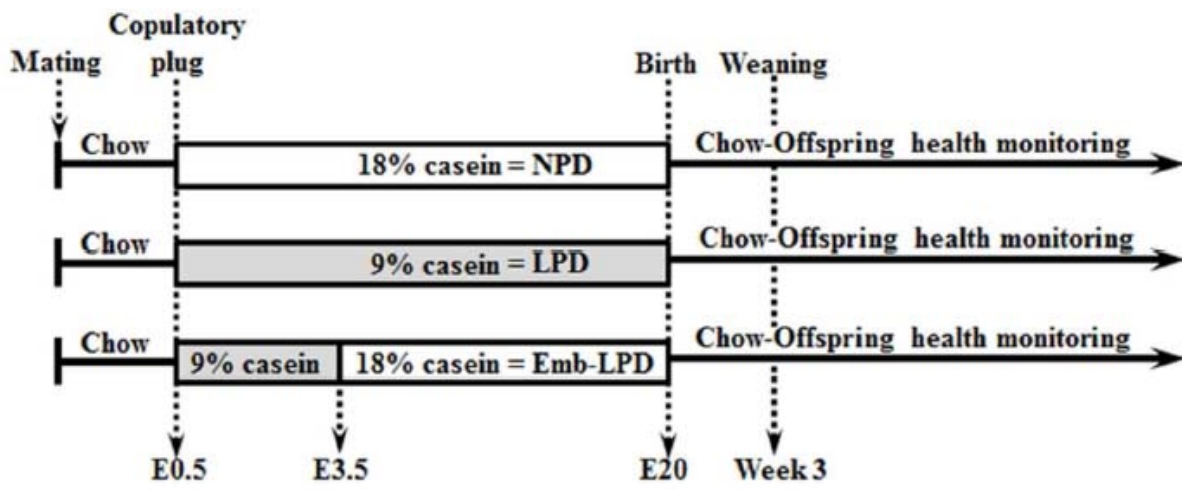 Copulatory
Mating plug Birth Weaning
Chow 18% casein = NPD Chow-Offspring health monitoring
Chow 9% casein = LPD Chow-Offspring health monitoring
Chow 9% casein 18% casein = Emb-LPD Chow-Offspring health monitoring
E0.5 E3.5 E20 Week 3